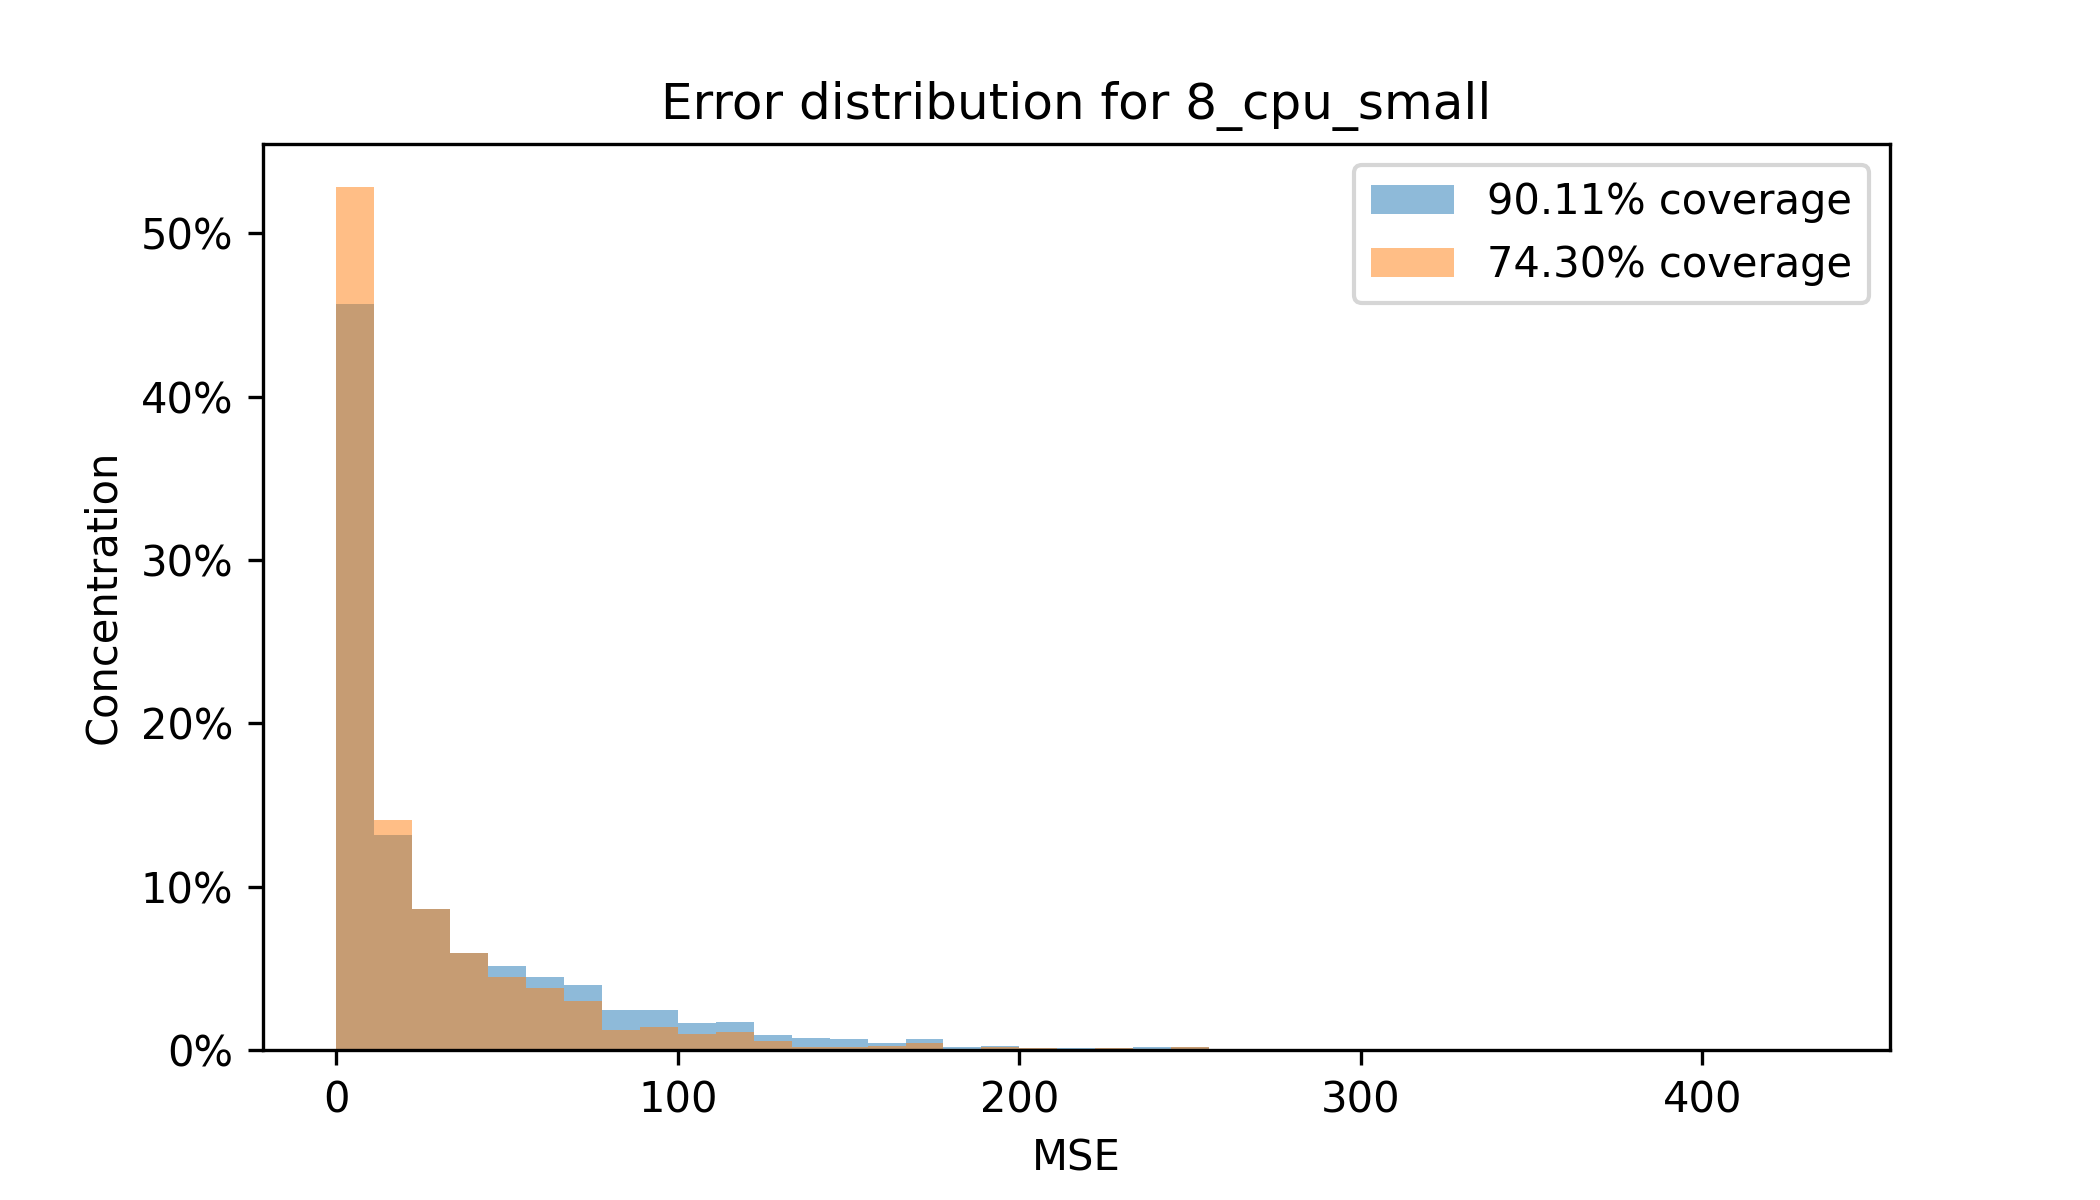 Error distribution for 8_cpu_small
90.11% coverage
74.30% coverage
Concentration
50%
40%
30%
20%
10%
0%
0
100
200
300
400
MSE